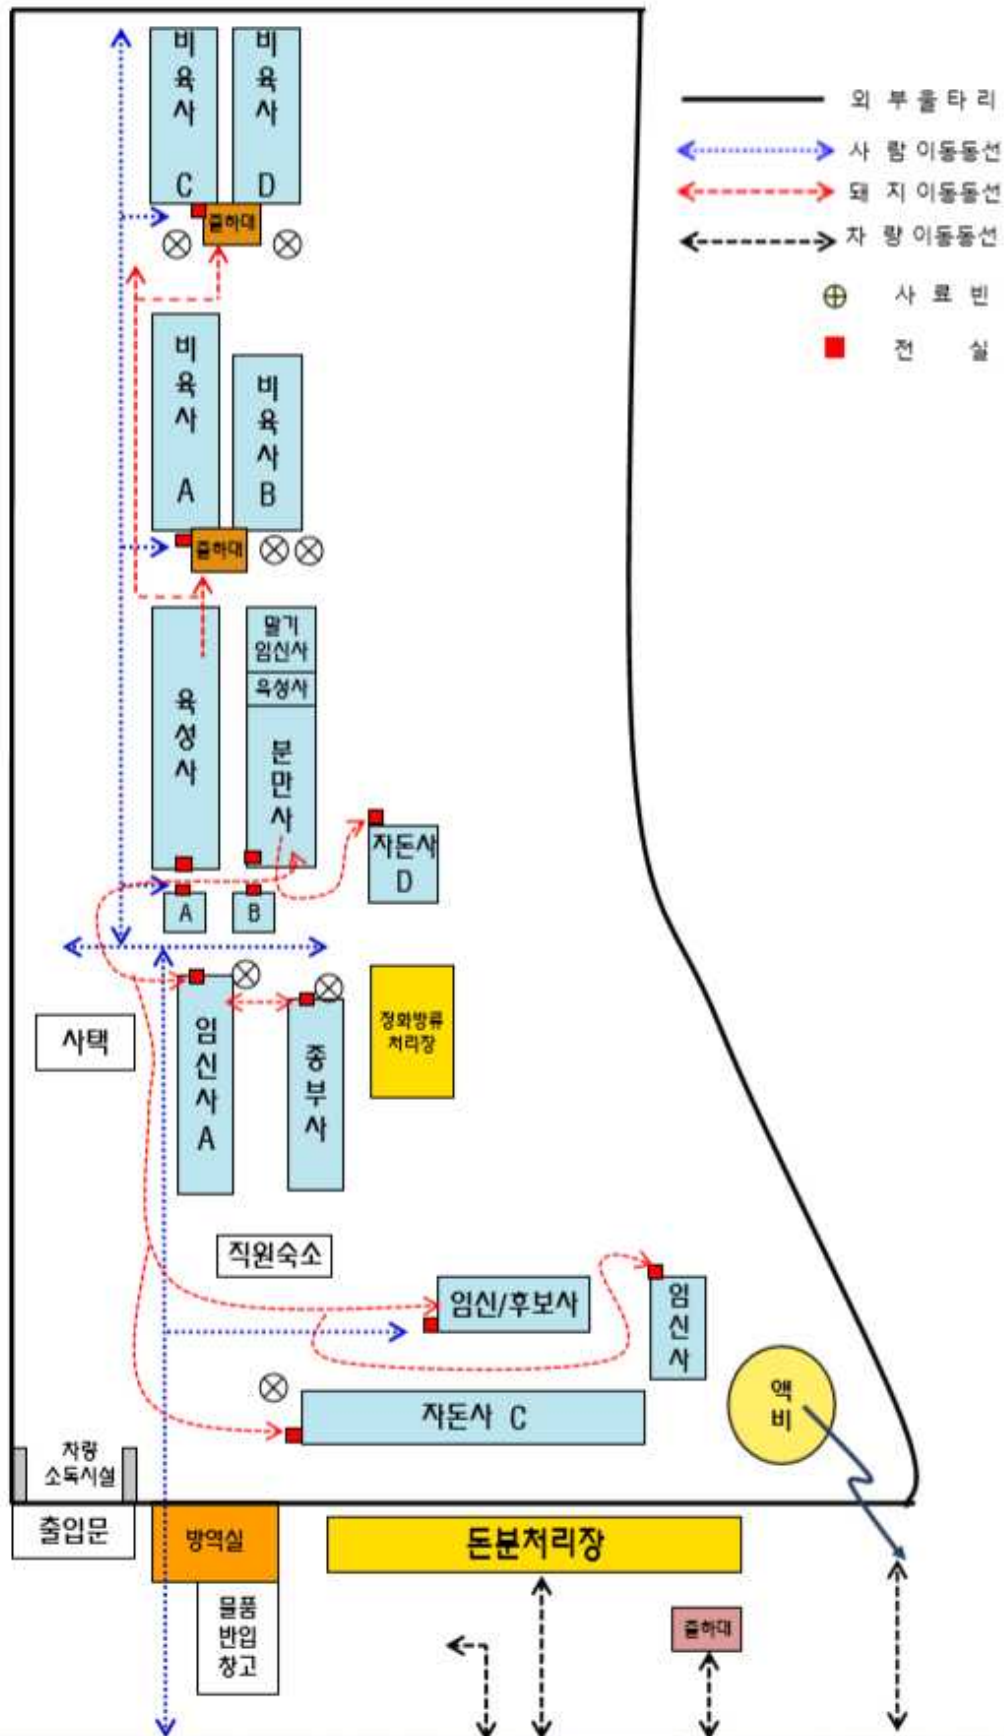 비육사 C
비육사 D
출하대
외부울타리
사람 이동동선
돼지 이동동선
차량 이동동선
사료빈
전실
비육사 A
비육사 B
출하대
육성사
말기
임신사
육성사
분만사
자돈사
D
A
B
사택
임신사 A
종부사
정화방류
처리장
직원숙소
임신/후보사
임신사
자돈사 C
액비
차량
소독시설
출입문
방역실
물품
반입
창고
돈분처리장
출하대